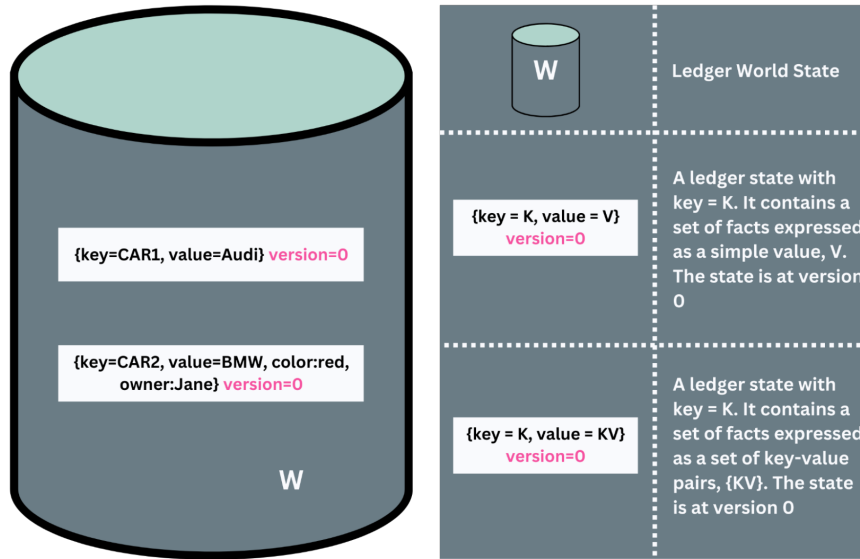 {key=CAR1, value=Audi} version=0
{key=CAR2, value=BMW, color:red,
owner:Jane} version=0
W
W
Ledger World State
{key = K, value = V}
version=0
A ledger state with
key = K. It contains a
set of facts expressed
as a simple value, V.
The state is at version
0
{key = K, value = KV}
version=0
A ledger state with
key = K. It contains a
set of facts expressed
as a set of key-value
pairs, {KV}. The state
is at version 0